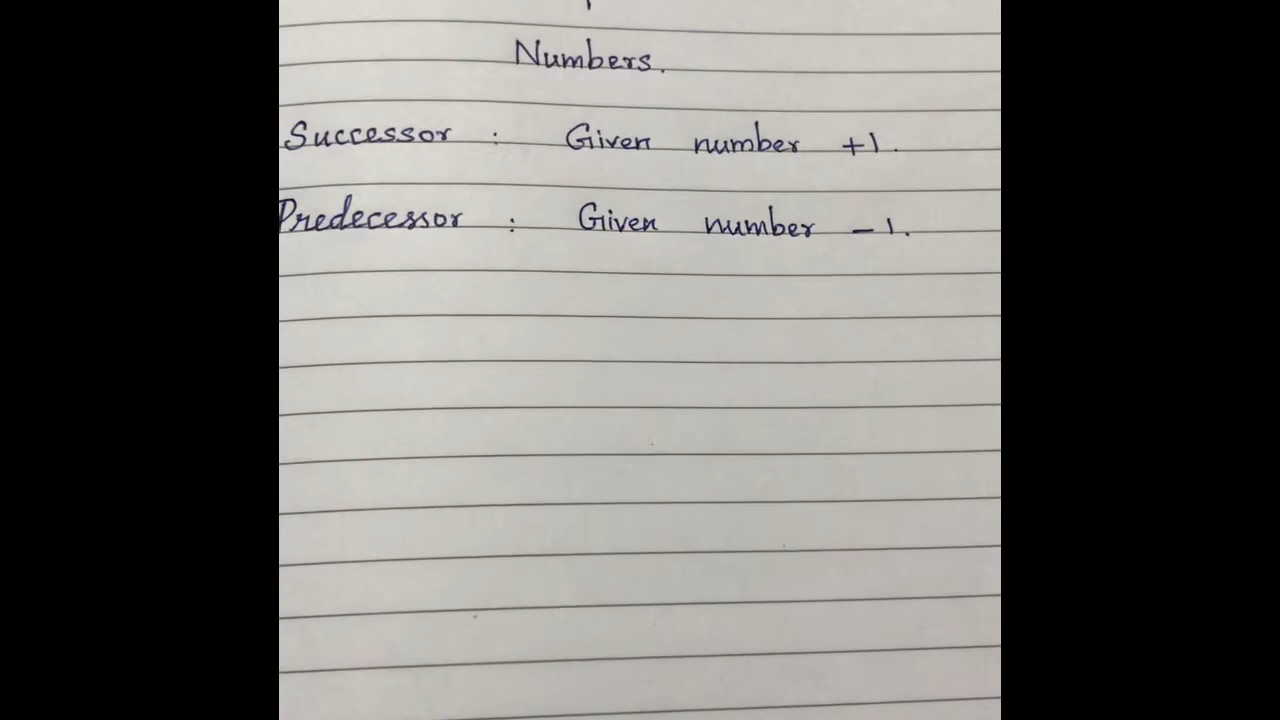 Numbers.
Successor : Given number +1.
Predecessor : Given number -1.